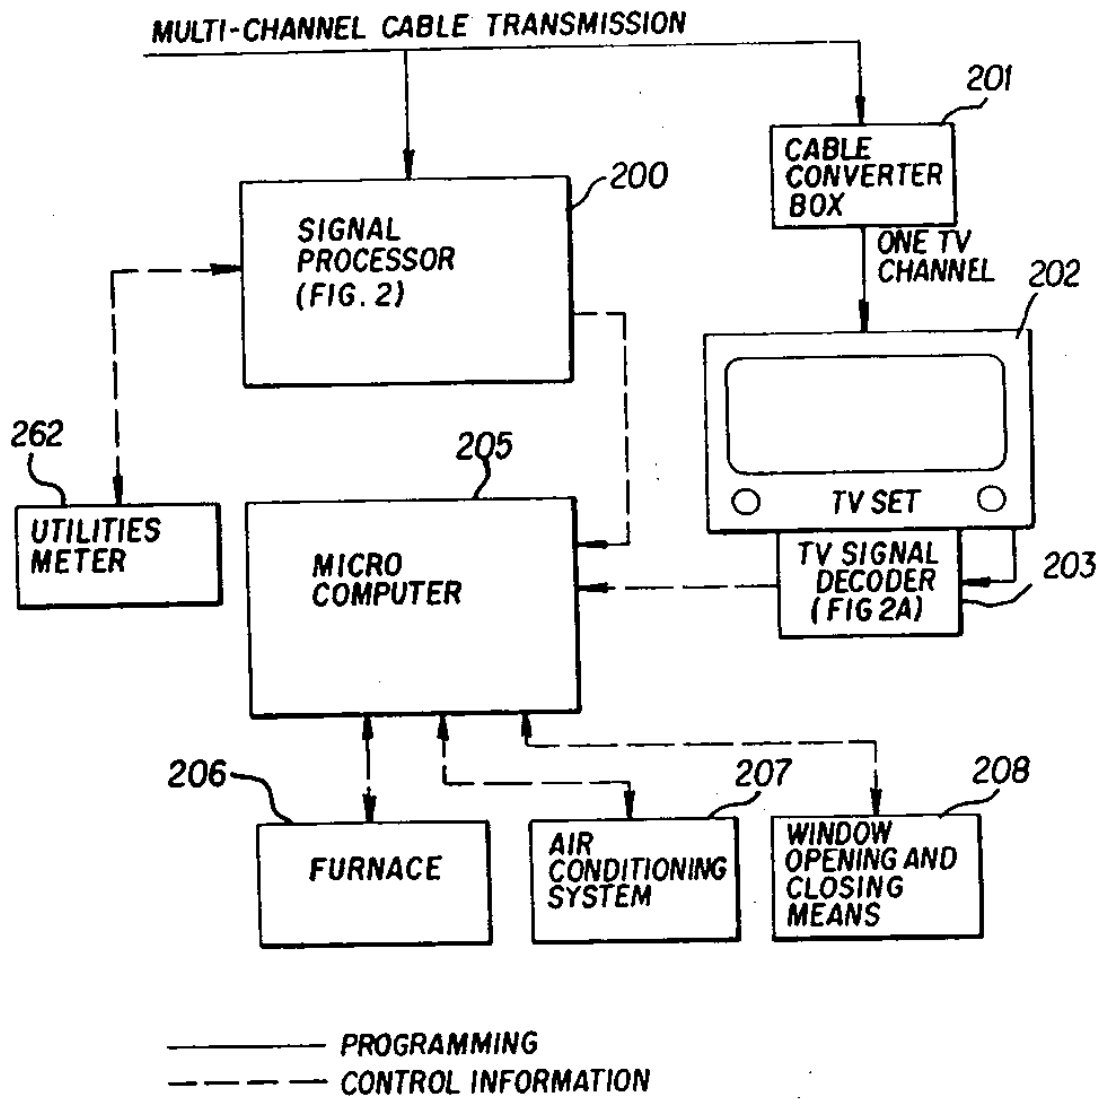 MULTI-CHANNEL CABLE TRANSMISSION
201
CABLE
CONVERTER
BOX
200
SIGNAL
PROCESSOR
(FIG. 2)
ONE TV
CHANNEL
202
262
205
UTILITIES
METER
TV SET
MICRO
COMPUTER
TV SIGNAL
DECODER
(FIG 2A)
203
206
207
208
FURNACE
AIR
CONDITIONING
SYSTEM
WINDOW
OPENING AND
CLOSING
MEANS
PROGRAMMING
CONTROL INFORMATION